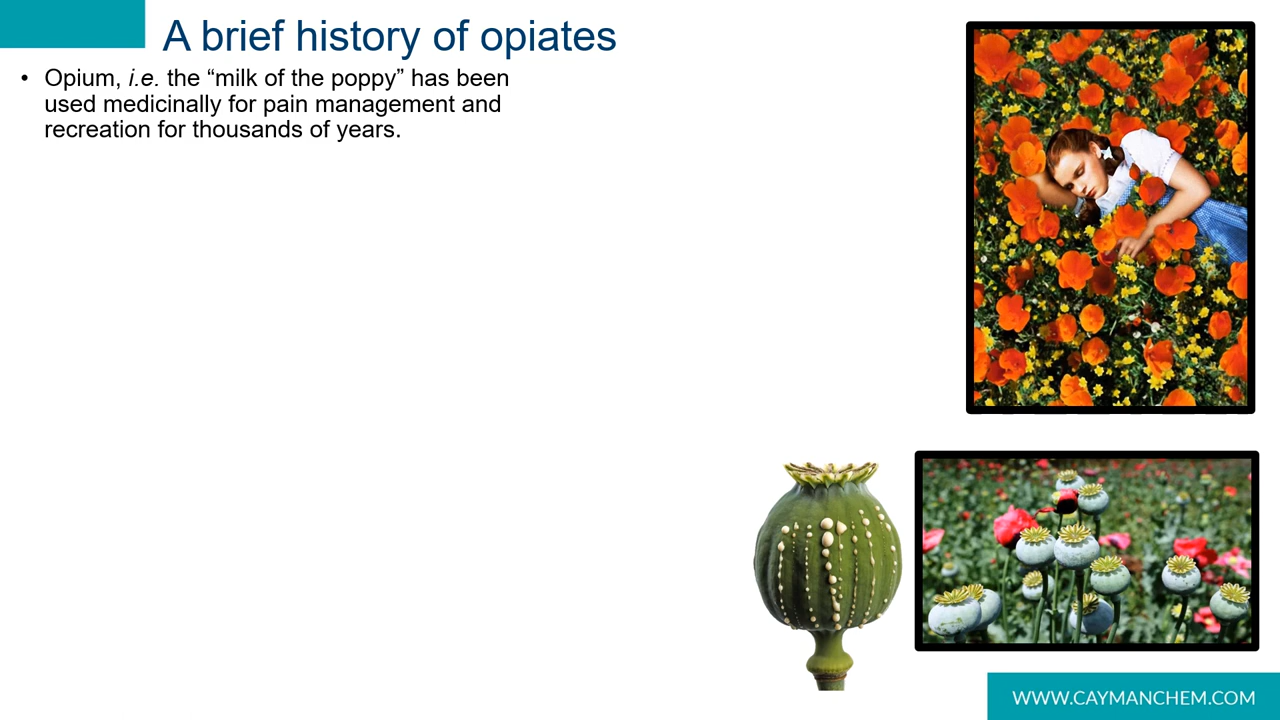 A brief history of opiates
• Opium, i.e. the “milk of the poppy” has been
used medicinally for pain management and
recreation for thousands of years.
WWW.CAYMANCHEM.COM